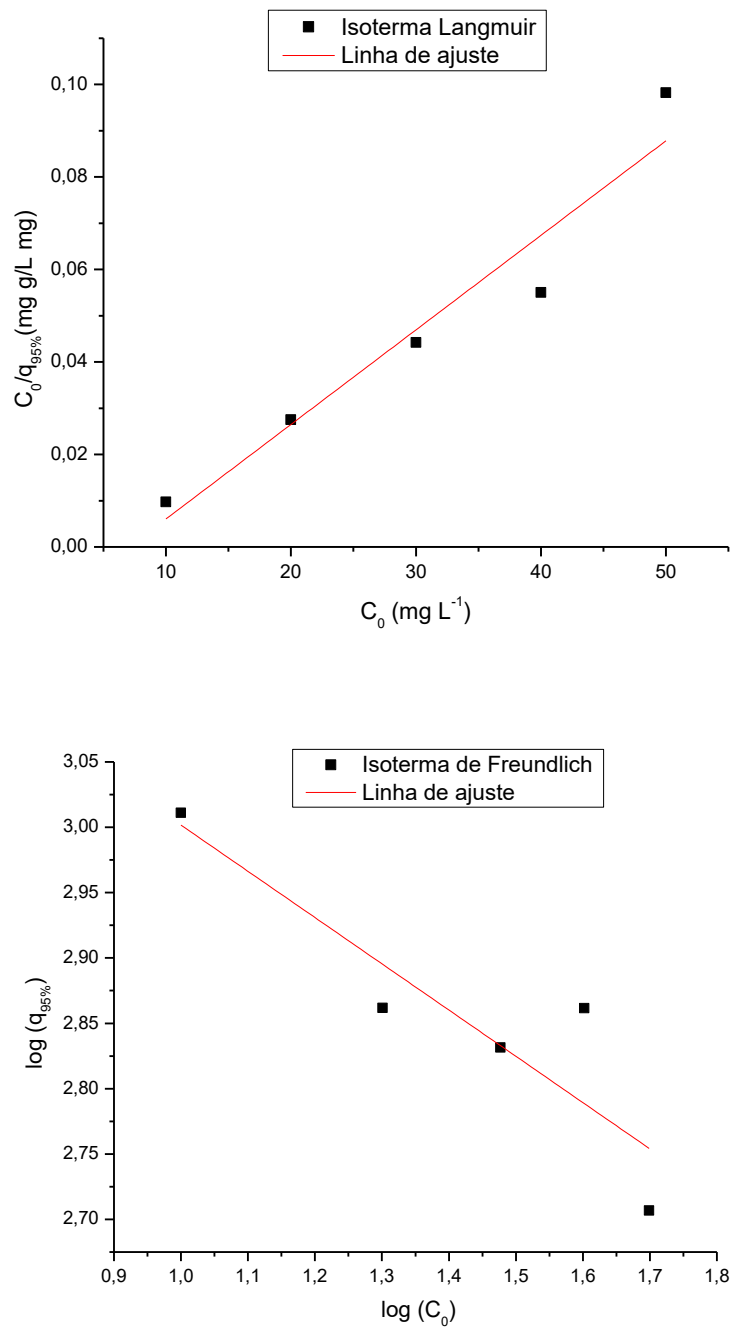 Isoterma Langmuir
Linha de ajuste
0,10
0,08
0,06
0,04
0,02
0,00
C0/q95%(mg g/L mg)
10 20 30 40 50
C0 (mg L-1)
Isoterma de Freundlich
Linha de ajuste
3,05
3,00
2,95
2,90
2,85
2,80
2,75
2,70
log (q95%)
0,9 1,0 1,1 1,2 1,3 1,4 1,5 1,6 1,7 1,8
log (C0)